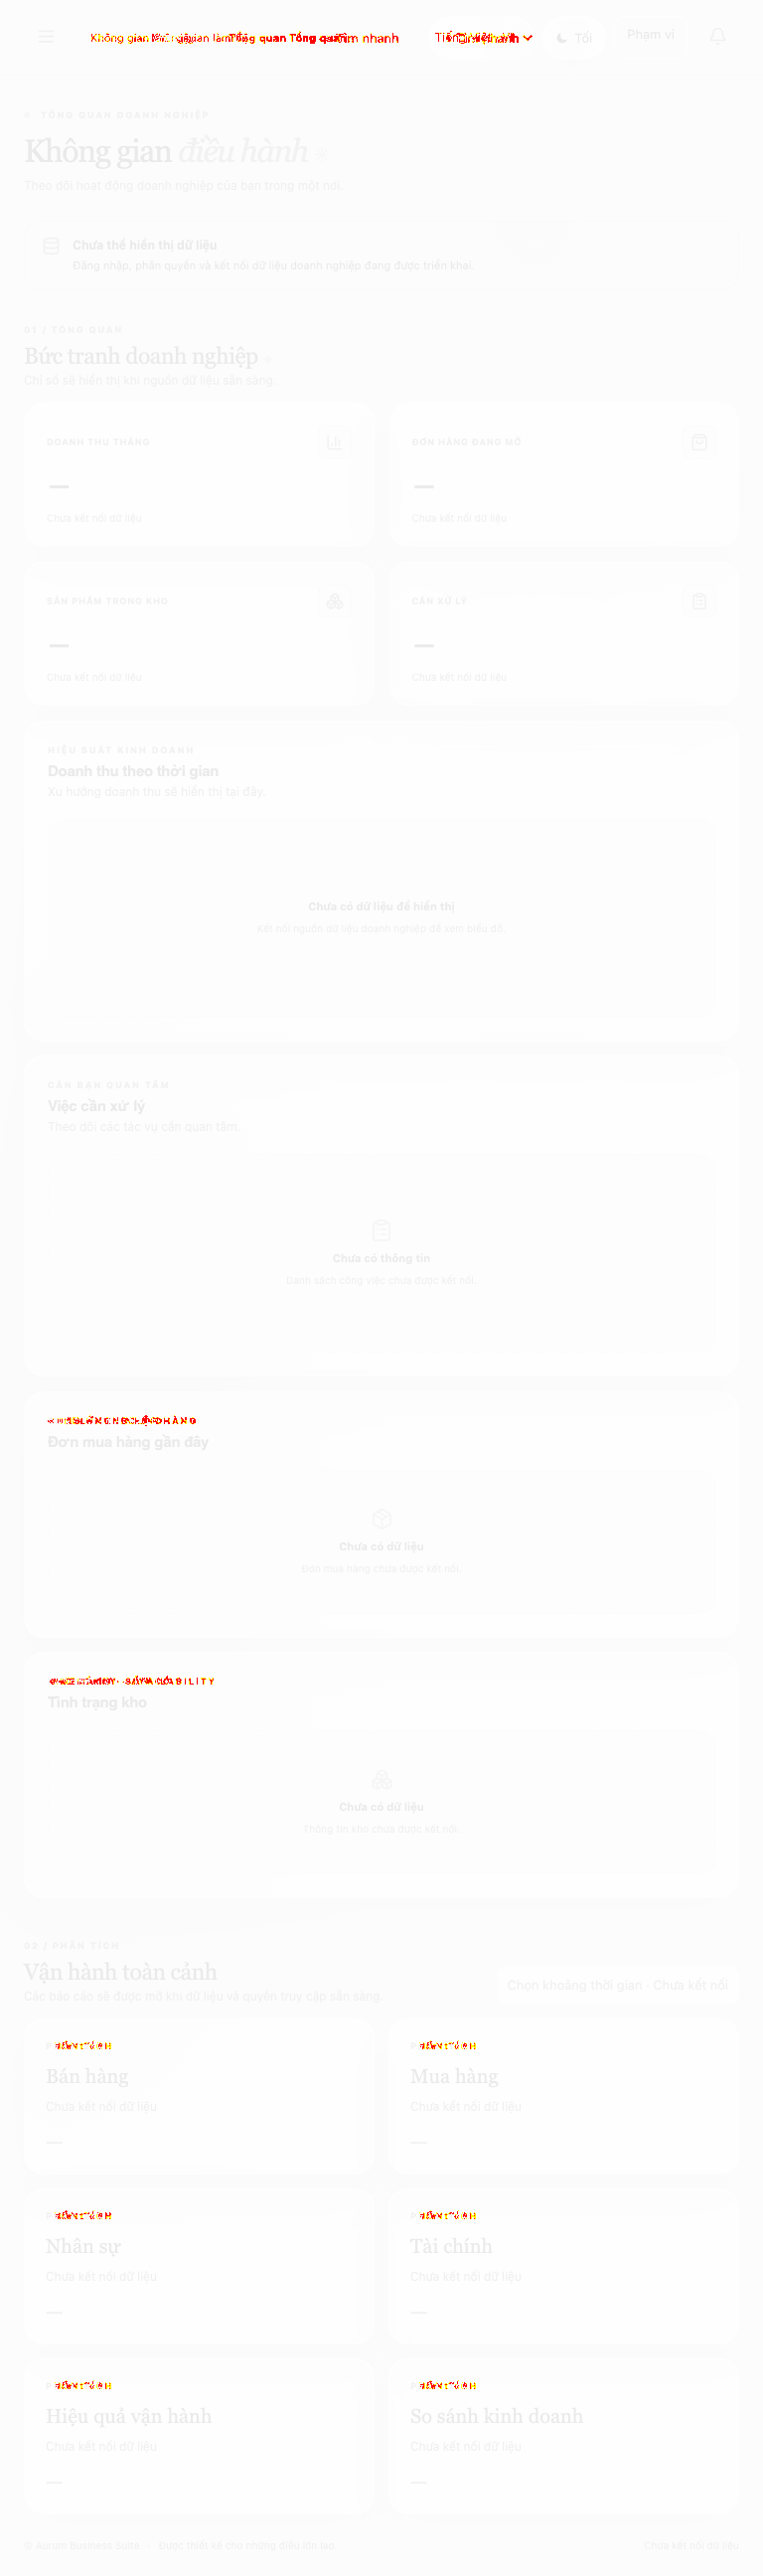 Tối Phạm vi
TỔNG QUAN DOANH NGHIỆP
Không gian điều hành
Theo dõi hoạt động doanh nghiệp của bạn trong một nơi.
Chưa thể hiển thị dữ liệu
Đăng nhập, phân quyền và kết nối dữ liệu doanh nghiệp đang được triển khai.
01 / TỔNG QUAN
Bức tranh doanh nghiệp
Chỉ số sẽ hiển thị khi nguồn dữ liệu sẵn sàng.
DOANH THU THÁNG
—
Chưa kết nối dữ liệu
ĐƠN HÀNG ĐANG MỞ
—
Chưa kết nối dữ liệu
SẢN PHẨM TRONG KHO
—
Chưa kết nối dữ liệu
CẦN XỬ LÝ
—
Chưa kết nối dữ liệu
HIỆU SUẤT KINH DOANH
Doanh thu theo thời gian
Xu hướng doanh thu sẽ hiển thị tại đây.
Chưa có dữ liệu để hiển thị
Kết nối nguồn dữ liệu doanh nghiệp để xem biểu đồ.
CẦN BẠN QUAN TÂM
Việc cần xử lý
Theo dõi các tác vụ cần quan tâm.
Chưa có thông tin
Danh sách công việc chưa được kết nối.
Đơn mua hàng gần đây
Chưa có dữ liệu
Đơn mua hàng chưa được kết nối.
Tình trạng kho
Chưa có dữ liệu
Thông tin kho chưa được kết nối.
02 / PHÂN TÍCH
Vận hành toàn cảnh
Các báo cáo sẽ được mở khi dữ liệu và quyền truy cập sẵn sàng.
Chọn khoảng thời gian · Chưa kết nối
Bán hàng
Chưa kết nối dữ liệu
—
Mua hàng
Chưa kết nối dữ liệu
—
Nhân sự
Chưa kết nối dữ liệu
—
Tài chính
Chưa kết nối dữ liệu
—
Hiệu quả vận hành
Chưa kết nối dữ liệu
—
So sánh kinh doanh
Chưa kết nối dữ liệu
—
© Aurum Business Suite Được thiết kế cho những điều lớn lao. Chưa kết nối dữ liệu